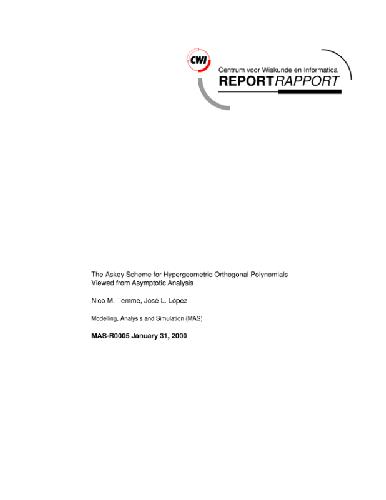 CWI
Centrum voor Wiskunde en Informatica
REPORTRAPPORT
The Askey Scheme for Hypergeometric Orthogonal Polynomials
Viewed from Asymptotic Analysis
Nico M. Temme, José L. López
Modelling, Analysis and Simulation (MAS)
MAS-R0005 January 31, 2000